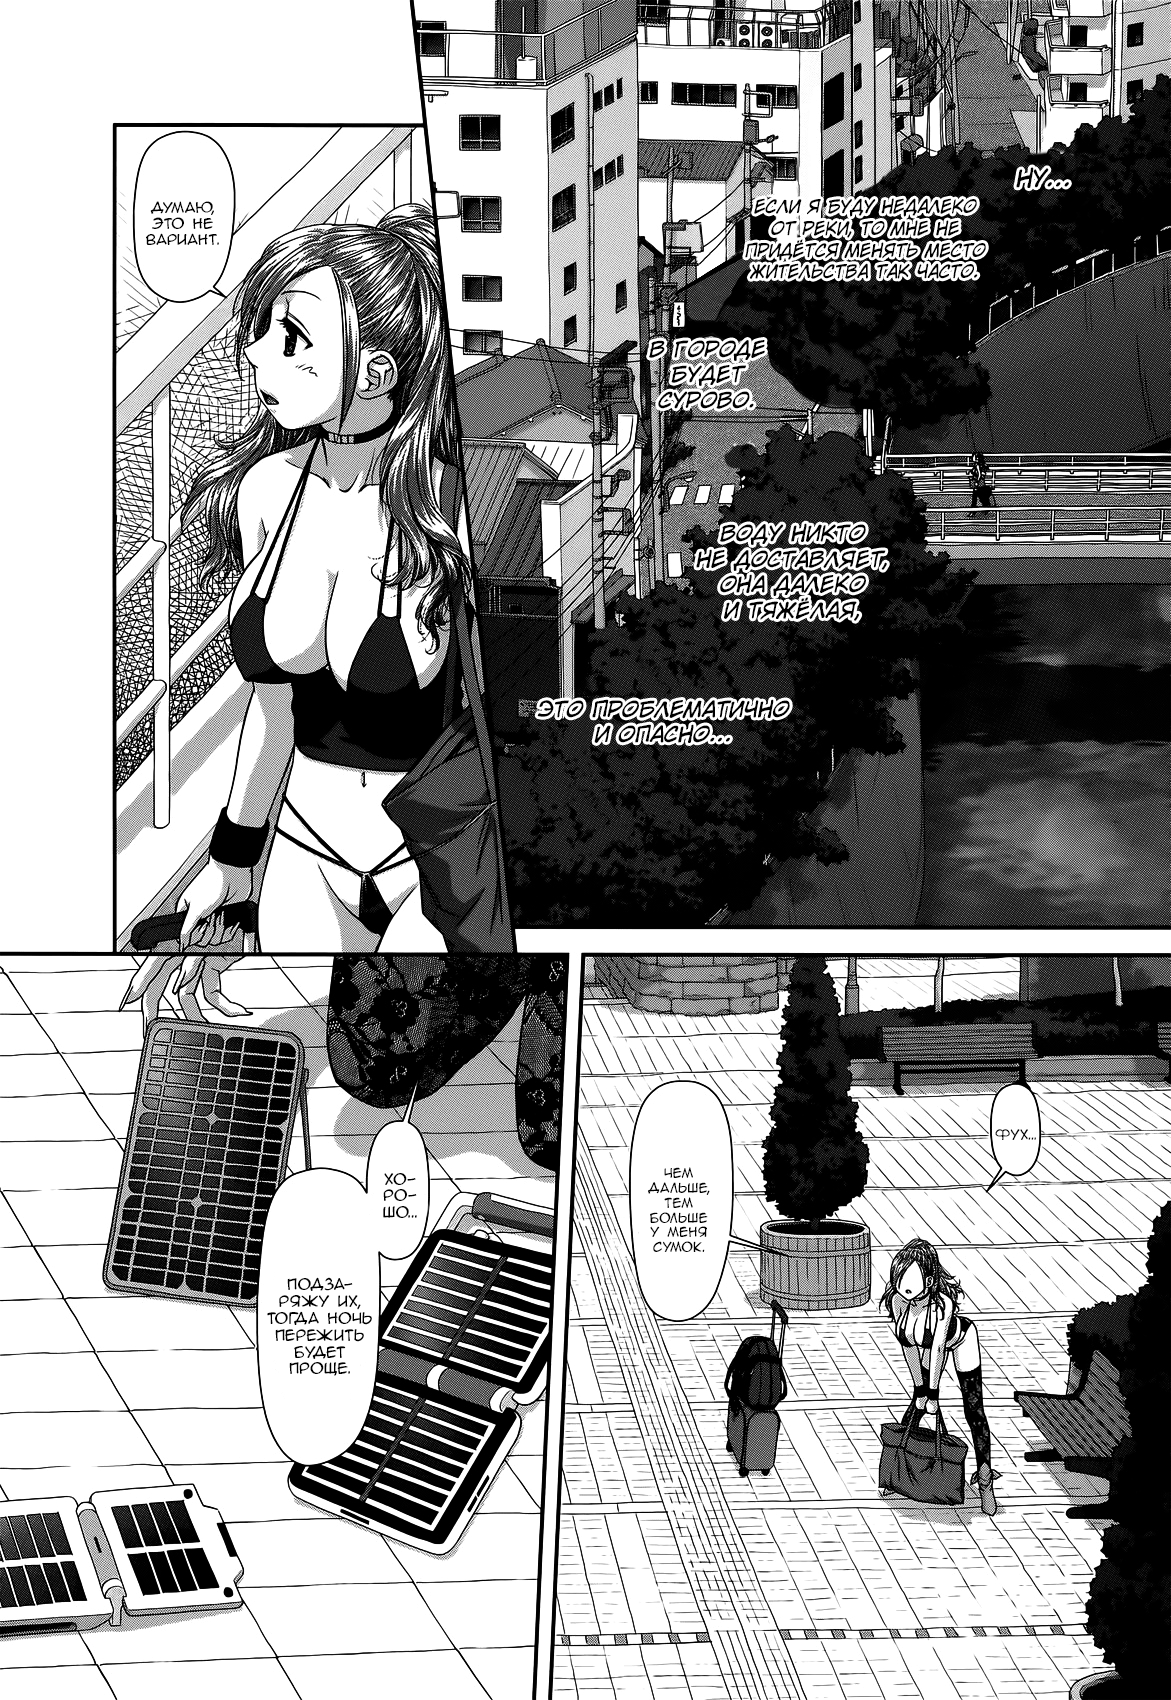 НУ...
ЕСЛИ Я БУДУ НЕДАЛЕКО
ОТ РЕКИ, ТО МНЕ НЕ
ПРИДЁТСЯ МЕНЯТЬ МЕСТО
ЖИТЕЛЬСТВА ТАК ЧАСТО.
В ГОРОДЕ
БУДЕТ
СУРОВО.
ВОДУ НИКТО
НЕ ДОСТАВЛЯЕТ,
ОНА ДАЛЕКО
И ТЯЖЁЛАЯ,
ЭТО ПРОБЛЕМАТИЧНО
И ОПАСНО...
ДУМАЮ,
ЭТО НЕ
ВАРИАНТ.
ФУХ...
ЧЕМ
ДАЛЬШЕ,
ТЕМ
БОЛЬШЕ
У МЕНЯ
СУМОК.
ХО-
РО-
ШО...
ПОДЗА-
РЯЖУ ИХ,
ТОГДА НОЧЬ
ПЕРЕЖИТЬ
БУДЕТ
ПРОЩЕ.